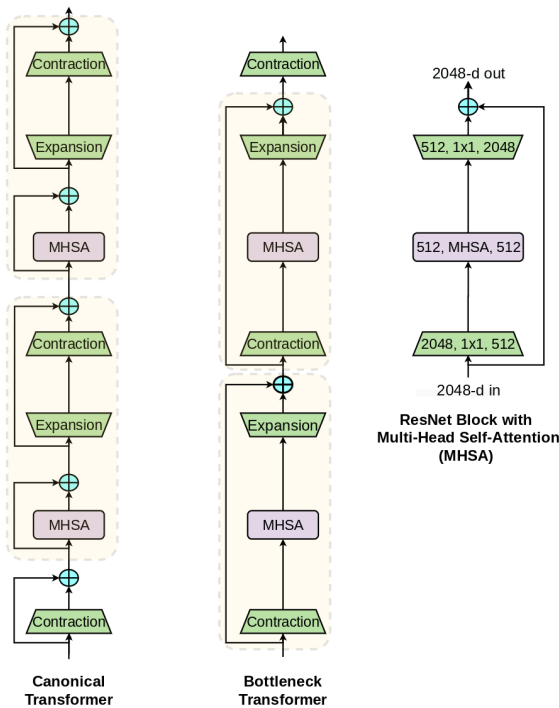 Contraction
Expansion
MHSA
Contraction
Expansion
MHSA
Contraction
Canonical
Transformer
Contraction
Expansion
MHSA
Contraction
Expansion
MHSA
Contraction
Bottleneck
Transformer
2048-d out
512, 1x1, 2048
512, MHSA, 512
2048, 1x1, 512
2048-d in
ResNet Block with
Multi-Head Self-Attention
(MHSA)